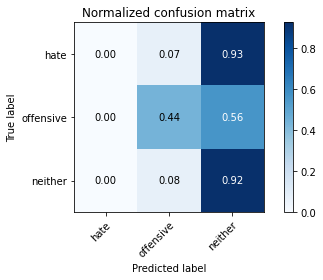 Normalized confusion matrix
True label
hate
0.00 0.07 0.93
offensive
0.00 0.44 0.56
neither
0.00 0.08 0.92
hate
offensive
neither
Predicted label
0.8
0.6
0.4
0.2
0.0